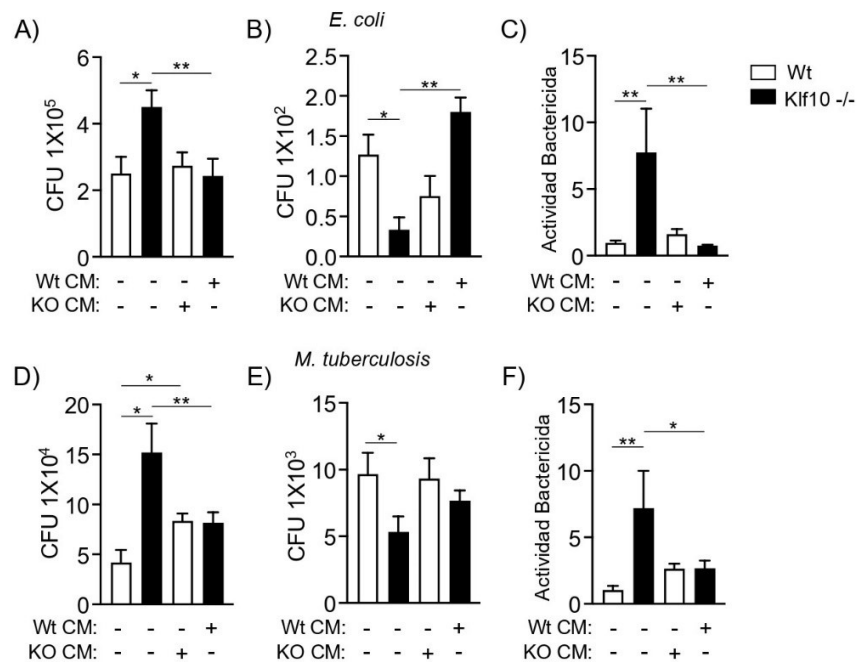 E. coli
A)
B)
C)
Wt
Klf10 -/-
CFU 1X10⁵
6
4
2
0
* **
Wt CM: - - - +
KO CM: - - + -
CFU 1X10²
2.0
1.5
1.0
0.5
0.0
* **
Wt CM: - - - +
KO CM: - - + -
Actividad Bactericida
15
10
5
0
** **
Wt CM: - - - +
KO CM: - - + -
M. tuberculosis
D)
E)
F)
CFU 1X10⁴
20
15
10
5
0
*
* **
Wt CM: - - - +
KO CM: - - + -
CFU 1X10³
15
10
5
0
*
Wt CM: - - - +
KO CM: - - + -
Actividad Bactericida
15
10
5
0
** *
Wt CM: - - - +
KO CM: - - + -